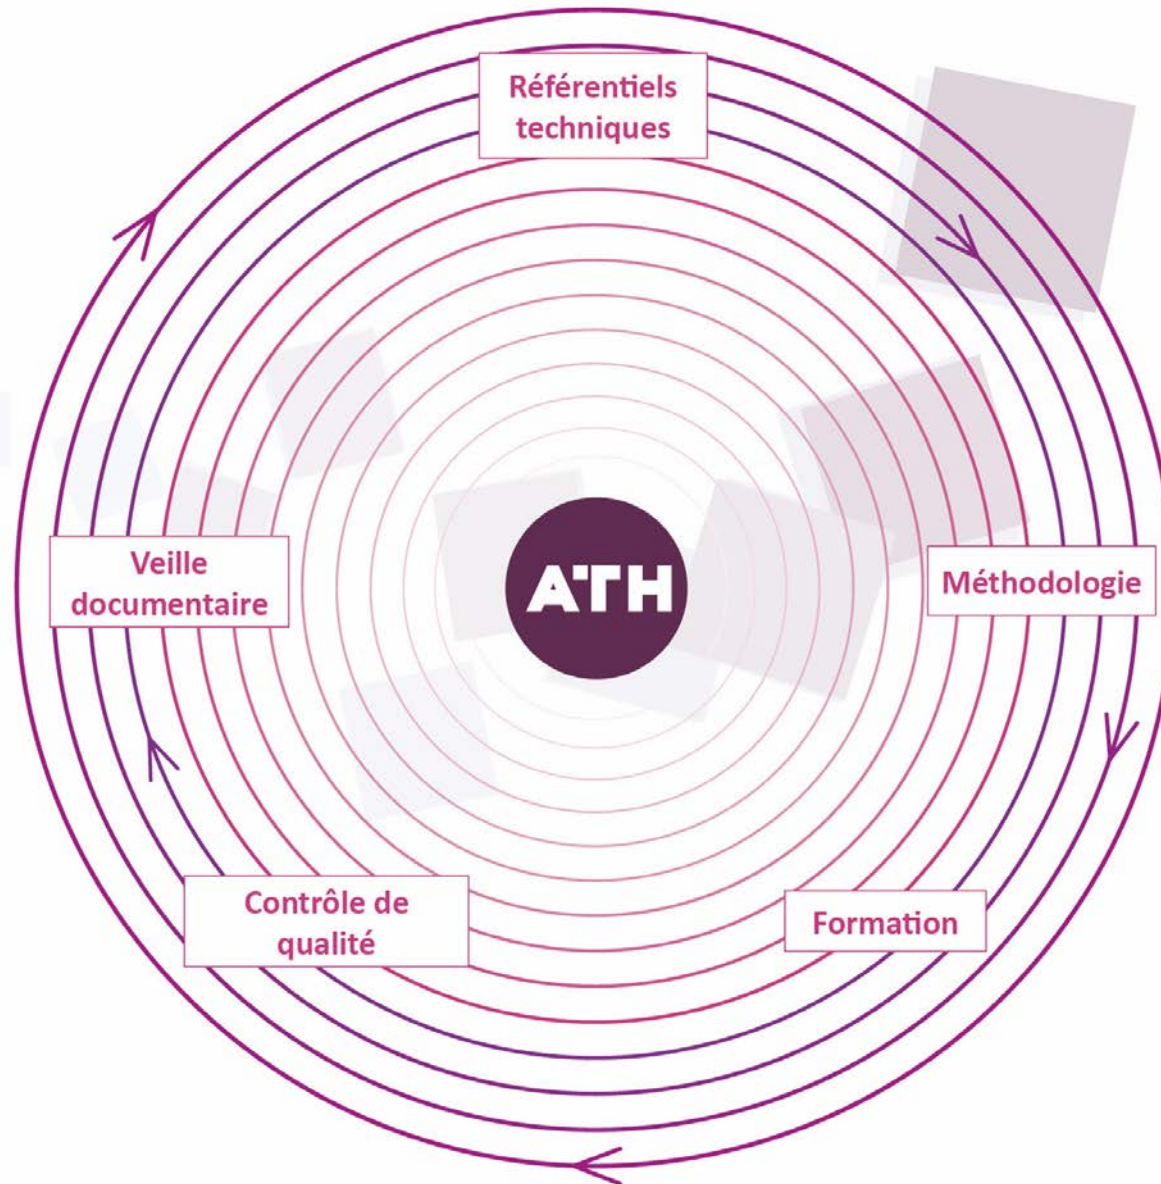 Référentiels
techniques
Veille
documentaire
ATH
Méthodologie
Contrôle de
qualité
Formation